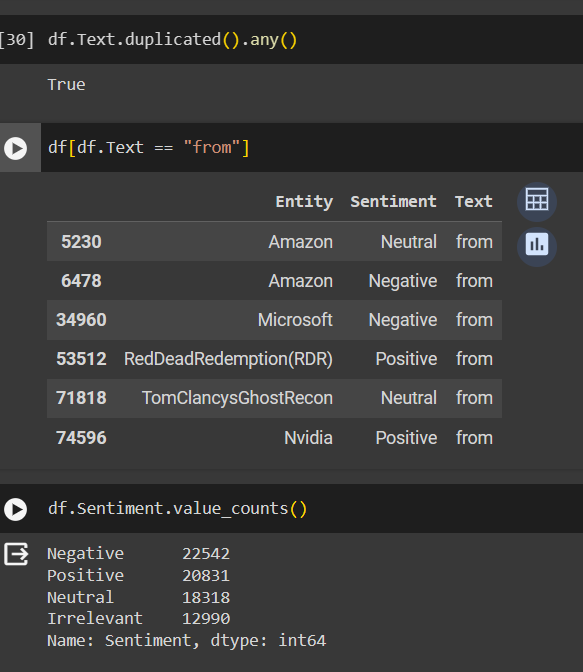 [30] df.Text.duplicated().any()
True
df[df.Text == "from"]
Entity Sentiment Text
5230 Amazon Neutral from
6478 Amazon Negative from
34960 Microsoft Negative from
53512 RedDeadRedemption(RDR) Positive from
71818 TomClancysGhostRecon Neutral from
74596 Nvidia Positive from
df.Sentiment.value_counts()
Negative 22542
Positive 20831
Neutral 18318
Irrelevant 12990
Name: Sentiment, dtype: int64